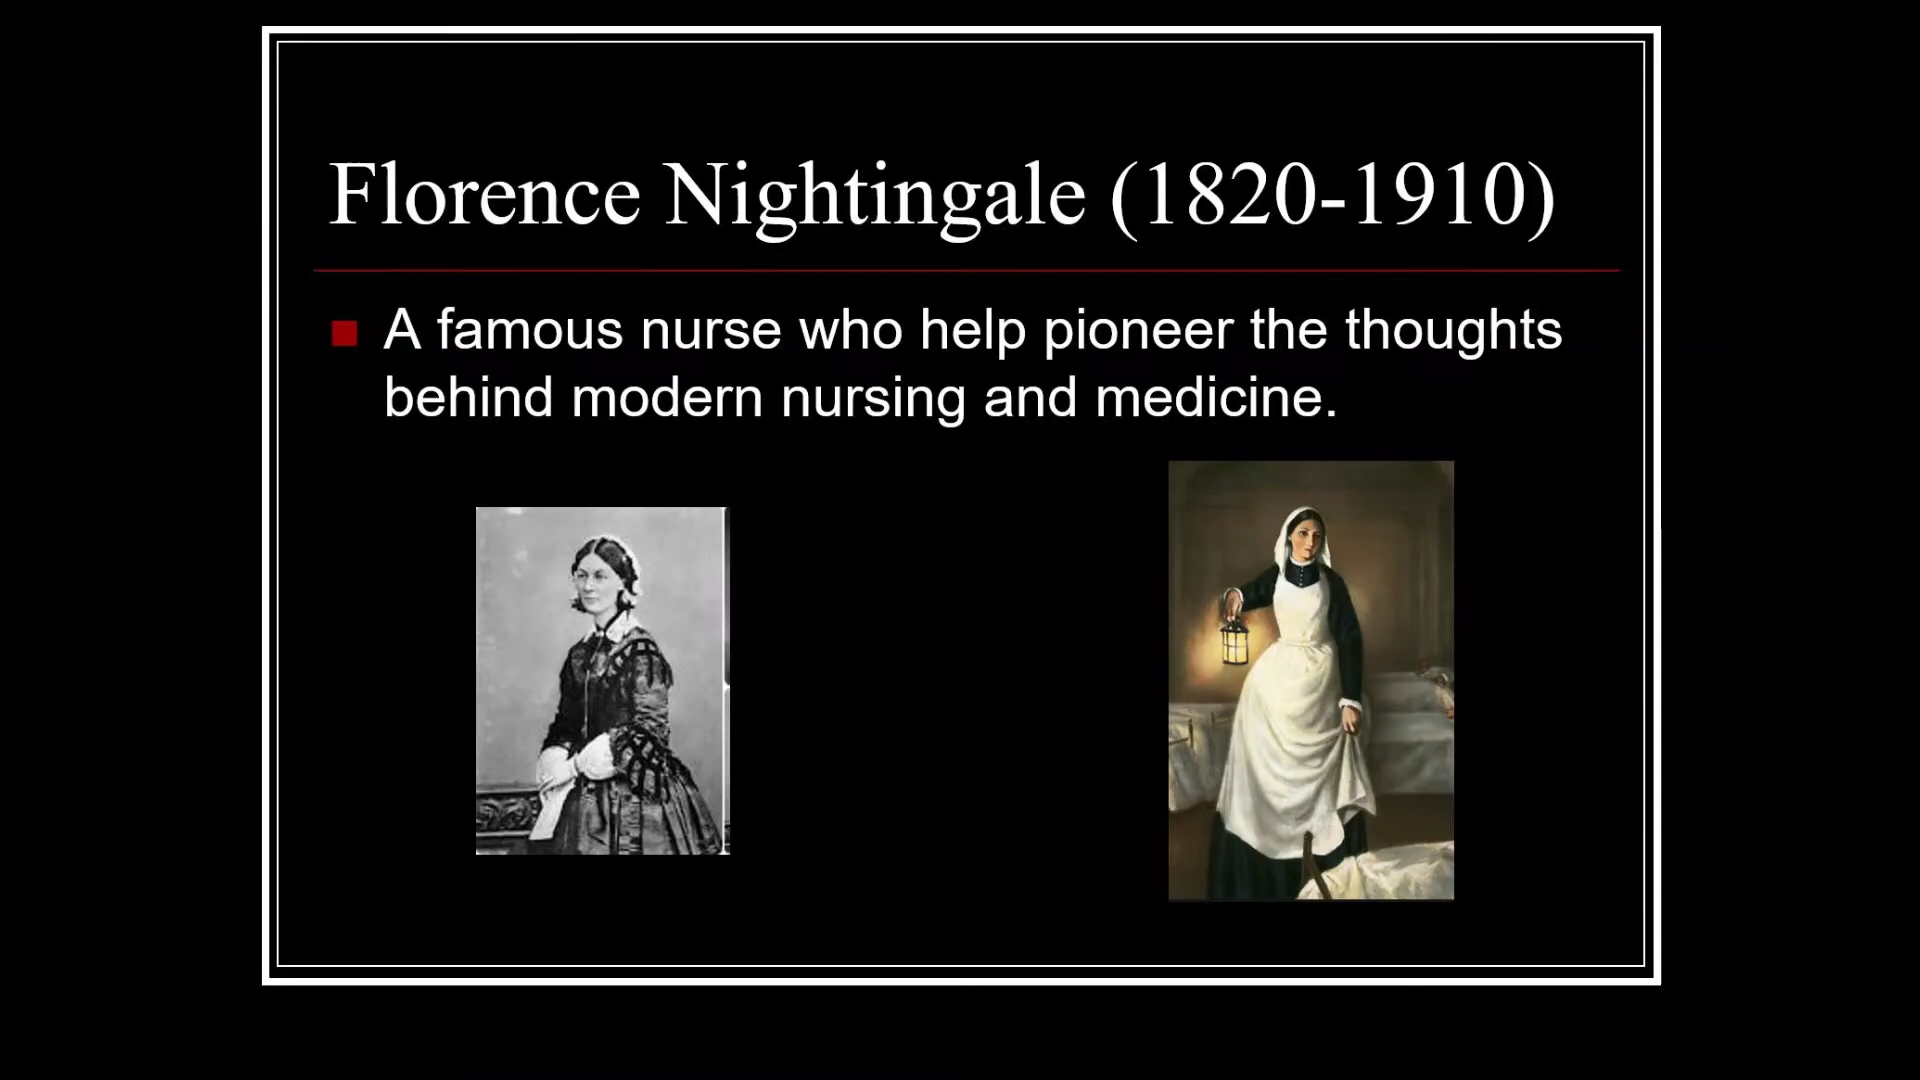 Florence Nightingale (1820-1910)
A famous nurse who help pioneer the thoughts
behind modern nursing and medicine.